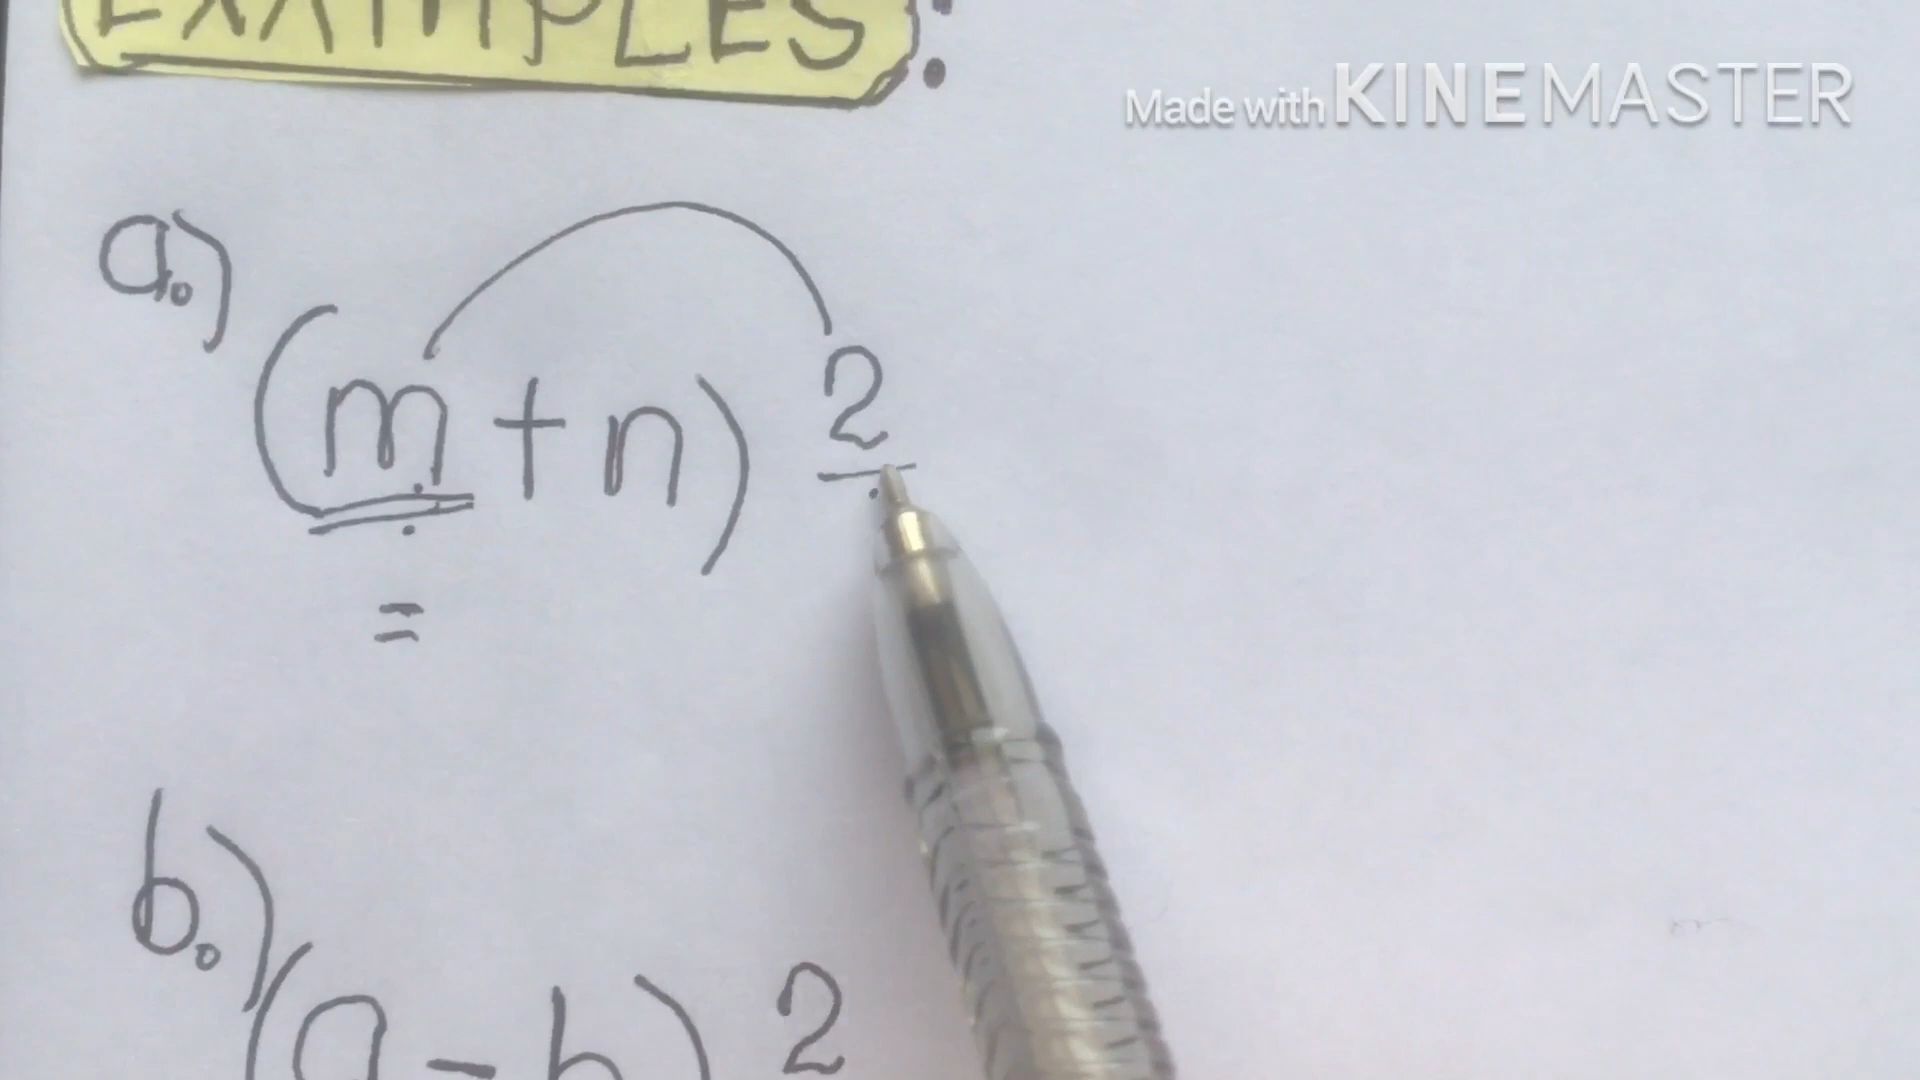 EXAMPLES:
Made with KINEMASTER
a.)
(m + n)²
=
b.)
(a - b)²